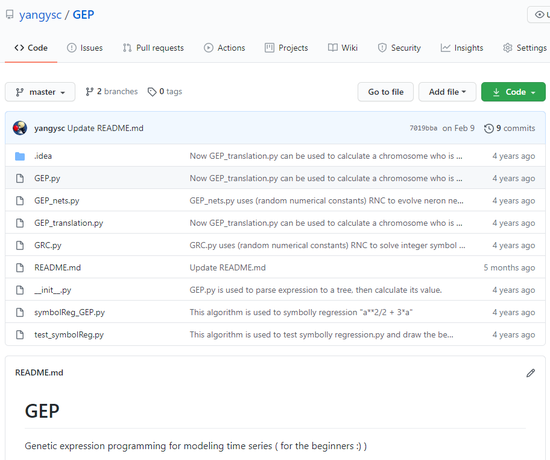 yangysc / GEP
Code Issues Pull requests Actions Projects Wiki Security Insights Settings
master 2 branches 0 tags Go to file Add file Code
yangysc Update README.md 7019bba on Feb 9 9 commits
.idea Now GEP_translation.py can be used to calculate a chromosome who is ... 4 years ago
GEP.py Now GEP_translation.py can be used to calculate a chromosome who is ... 4 years ago
GEP_nets.py GEP_nets.py uses (random numerical constants) RNC to evolve neron ne... 4 years ago
GEP_translation.py Now GEP_translation.py can be used to calculate a chromosome who is ... 4 years ago
GRC.py GRC.py uses (random numerical constants) RNC to solve integer symbol ... 4 years ago
README.md Update README.md 5 months ago
__init__.py GEP.py is used to parse expression to a tree, then calculate its value. 4 years ago
symbolReg_GEP.py This algorithm is used to symbolly regression "a**2/2 + 3*a" 4 years ago
test_symbolReg.py This algorithm is used to test symbolly regression.py and draw the be... 4 years ago
README.md
GEP
Genetic expression programming for modeling time series ( for the beginners :) )